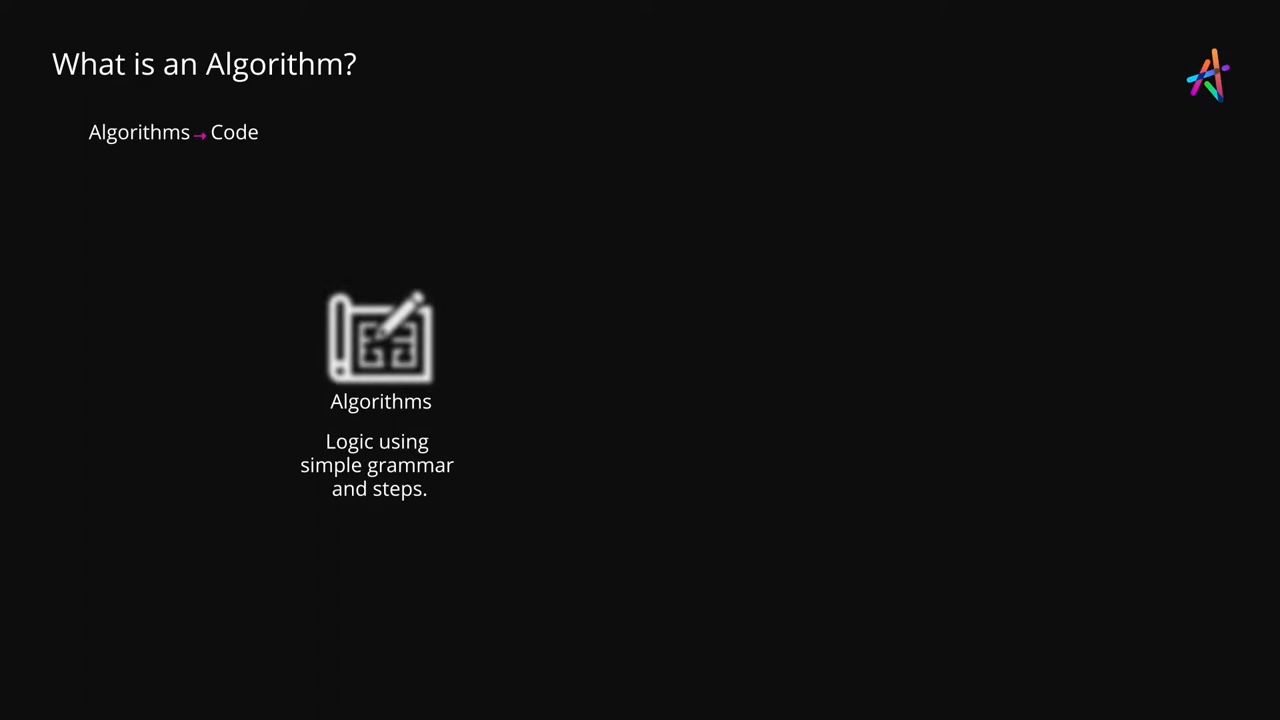 What is an Algorithm?
Algorithms → Code
Algorithms
Logic using
simple grammar
and steps.